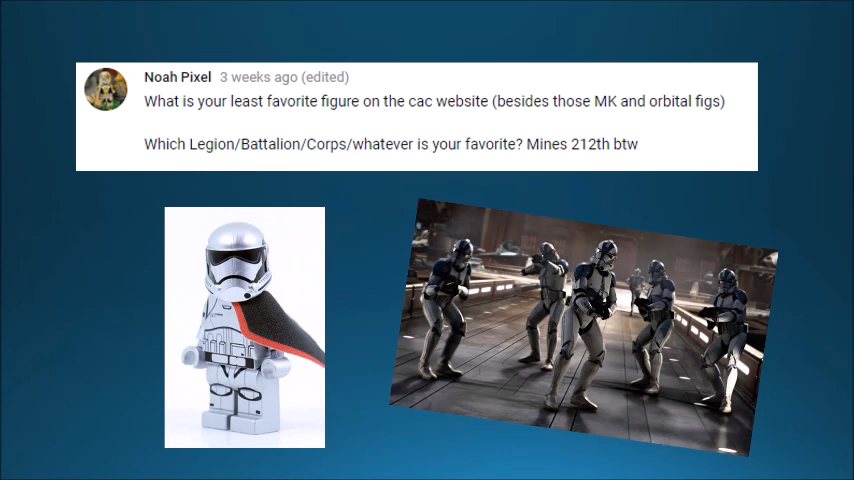 Noah Pixel 3 weeks ago (edited)
What is your least favorite figure on the cac website (besides those MK and orbital figs)
Which Legion/Battalion/Corps/whatever is your favorite? Mines 212th btw